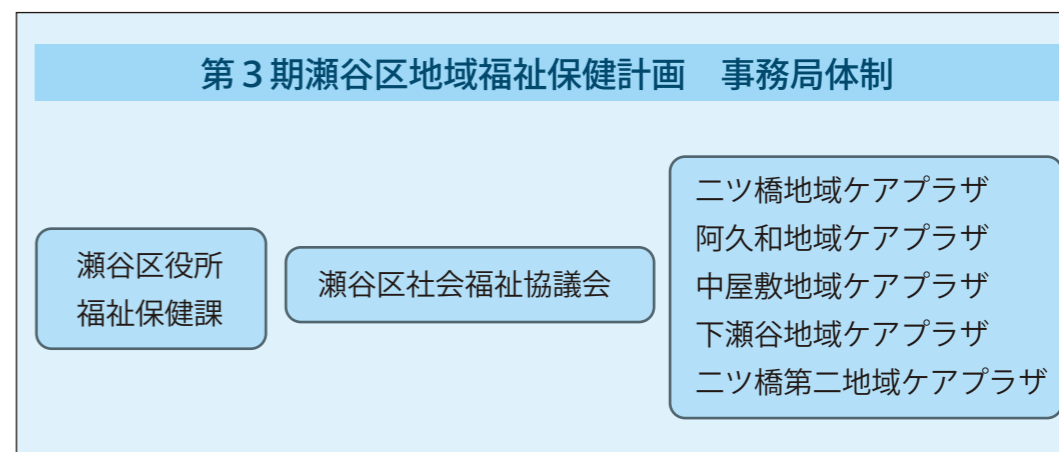 第３期瀬谷区地域福祉保健計画　事務局体制
瀬谷区役所
福祉保健課
瀬谷区社会福祉協議会
二ツ橋地域ケアプラザ
阿久和地域ケアプラザ
中屋敷地域ケアプラザ
下瀬谷地域ケアプラザ
二ツ橋第二地域ケアプラザ